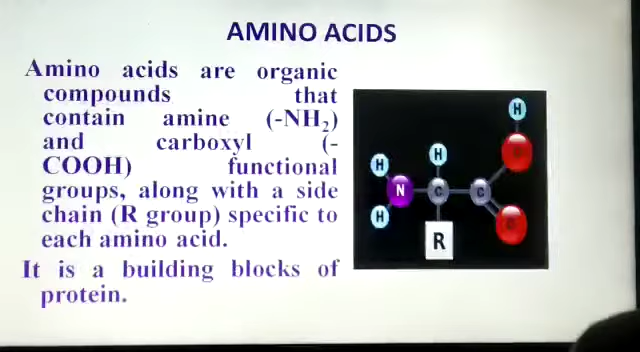 AMINO ACIDS
Amino acids are organic
compounds that
contain amine (-NH₂)
and carboxyl (-
COOH) functional
groups, along with a side
chain (R group) specific to
each amino acid.
It is a building blocks of
protein.
H
H
H
N
C
C
H
R